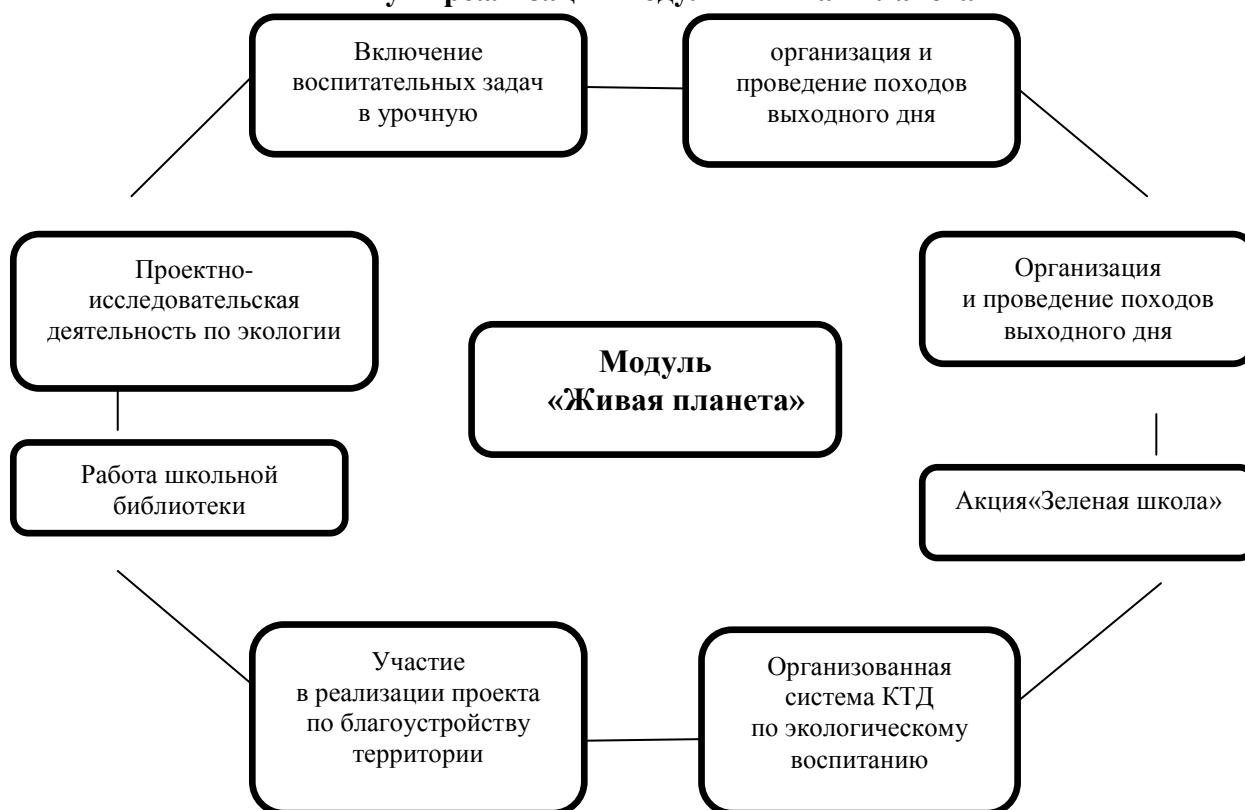 Включение
воспитательных задач
в урочную
организация и
проведение походов
выходного дня
Проектно-
исследовательская
деятельность по экологии
Организация
и проведение походов
выходного дня
Модуль
«Живая планета»
Работа школьной
библиотеки
Акция«Зеленая школа»
Участие
в реализации проекта
по благоустройству
территории
Организованная
система КТД
по экологическому
воспитанию